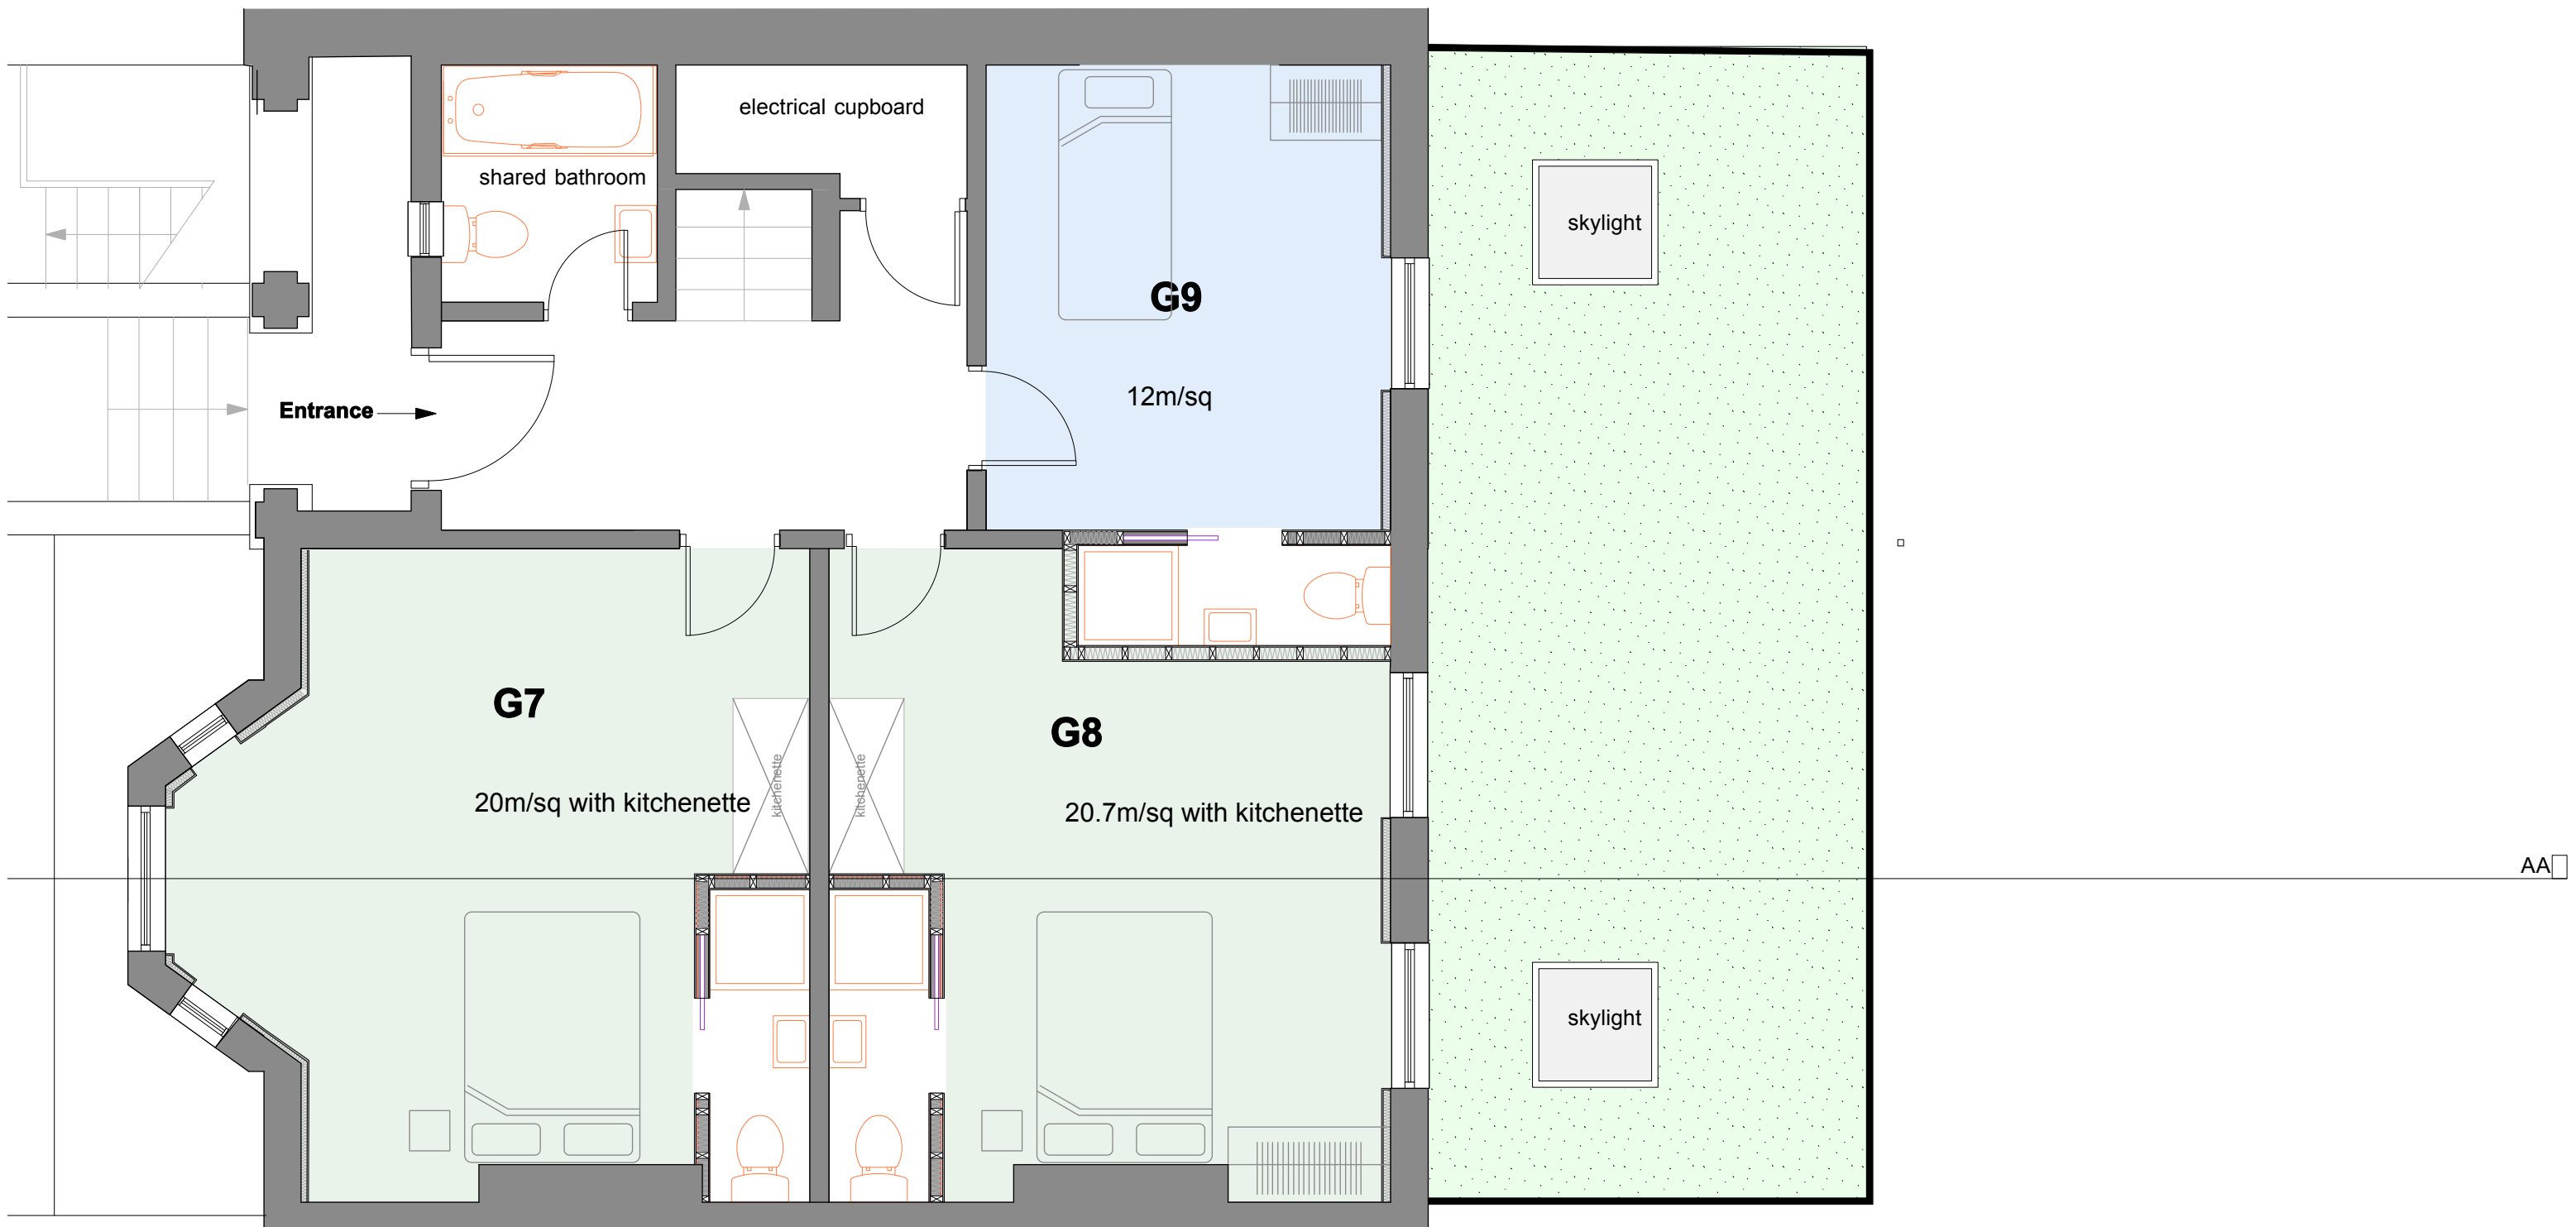 electrical cupboard
shared bathroom
skylight
G9
12m/sq
Entrance
G7
G8
kitchenette
kitchenette
20m/sq with kitchenette
20.7m/sq with kitchenette
AA
skylight